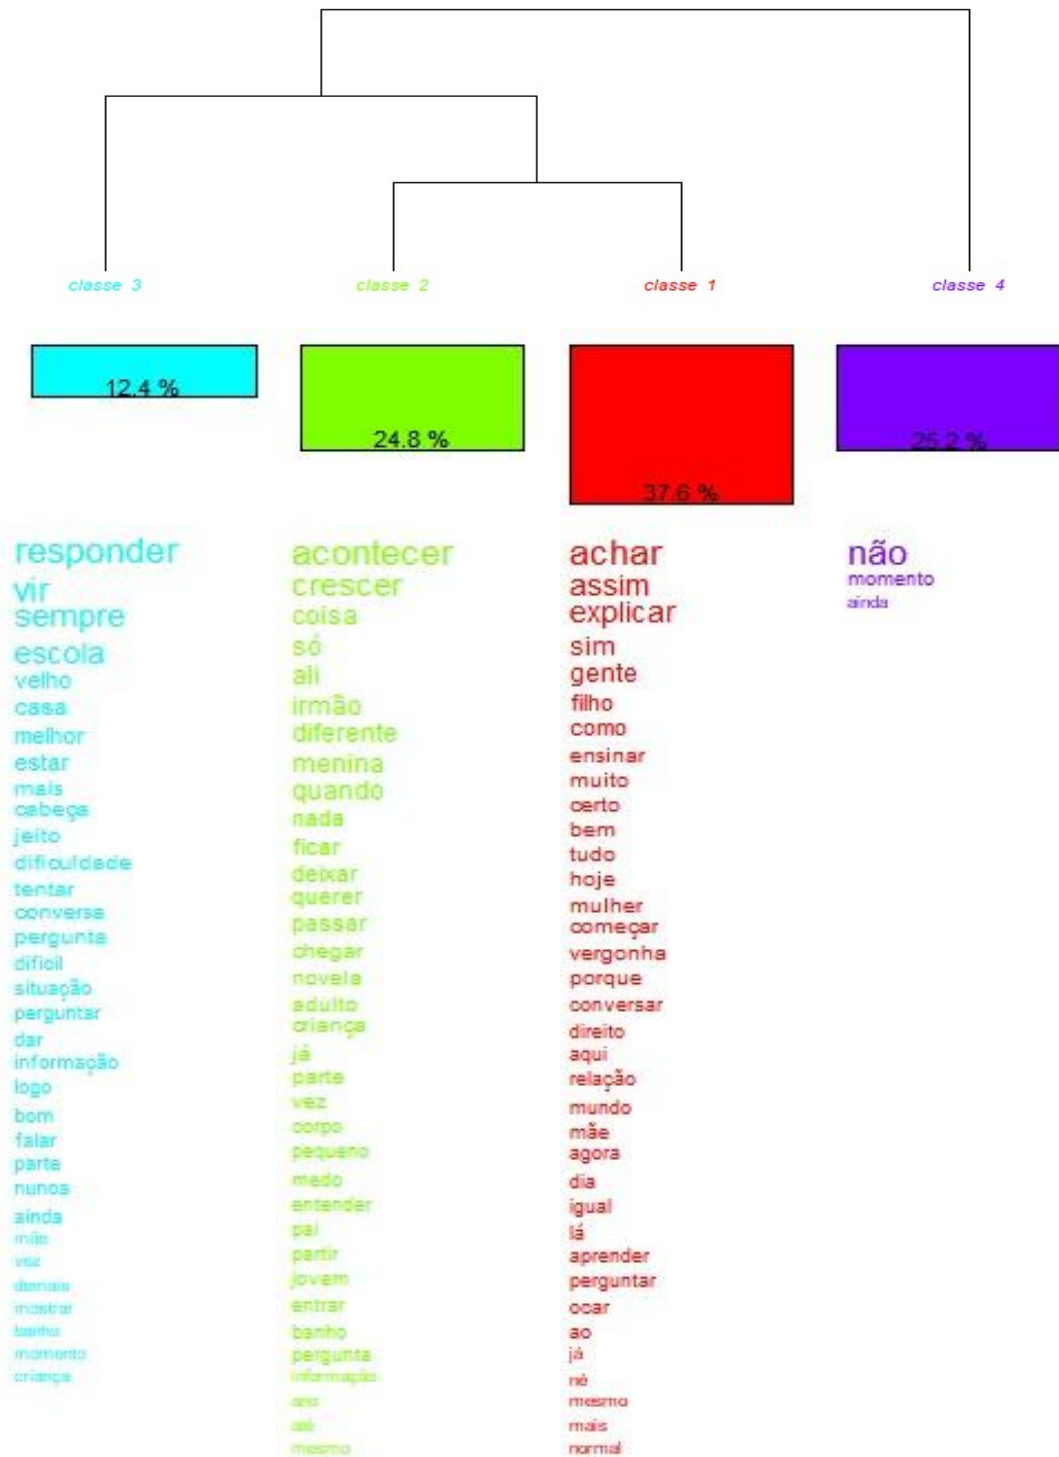 classe 3
classe 2
classe 1
classe 4
12.4 %
24.8 %
37.6 %
25.2 %
responder
vir
sempre
escola
velho
casa
melhor
estar
mais
cabeça
jeito
dificuldade
tentar
conversa
pergunta
dificil
situação
perguntar
dar
informação
logo
bom
falar
parte
nunca
ainda
mãe
vez
demais
mostrar
banho
momento
criança
acontecer
crescer
coisa
só
ali
irmão
diferente
menina
quando
nada
ficar
deixar
querer
passar
chegar
novela
adulto
criança
já
parte
vez
corpo
pequeno
medo
entender
pai
partir
jovem
entrar
banho
pergunta
informação
ano
até
mesmo
achar
assim
explicar
sim
gente
filho
como
ensinar
muito
certo
bem
tudo
hoje
mulher
começar
vergonha
porque
conversar
direito
aqui
relação
mundo
mãe
agora
dia
igual
lá
aprender
perguntar
ocar
ao
já
né
mesmo
mais
normal
não
momento
ainda